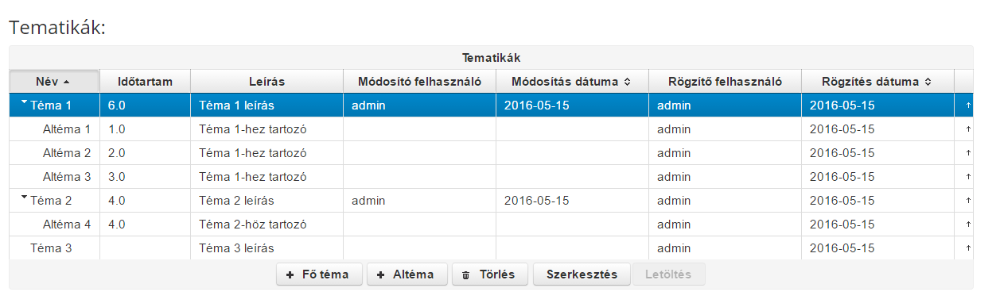 Tematikák:
Tematikák
Név Időtartam Leírás Módosító felhasználó Módosítás dátuma Rögzítő felhasználó Rögzítés dátuma
Téma 1 6.0 Téma 1 leírás admin 2016-05-15 admin 2016-05-15
Altéma 1 1.0 Téma 1-hez tartozó admin 2016-05-15
Altéma 2 2.0 Téma 1-hez tartozó admin 2016-05-15
Altéma 3 3.0 Téma 1-hez tartozó admin 2016-05-15
Téma 2 4.0 Téma 2 leírás admin 2016-05-15 admin 2016-05-15
Altéma 4 4.0 Téma 2-höz tartozó admin 2016-05-15
Téma 3 Téma 3 leírás admin 2016-05-15
Fő téma Altéma Törlés Szerkesztés Letöltés